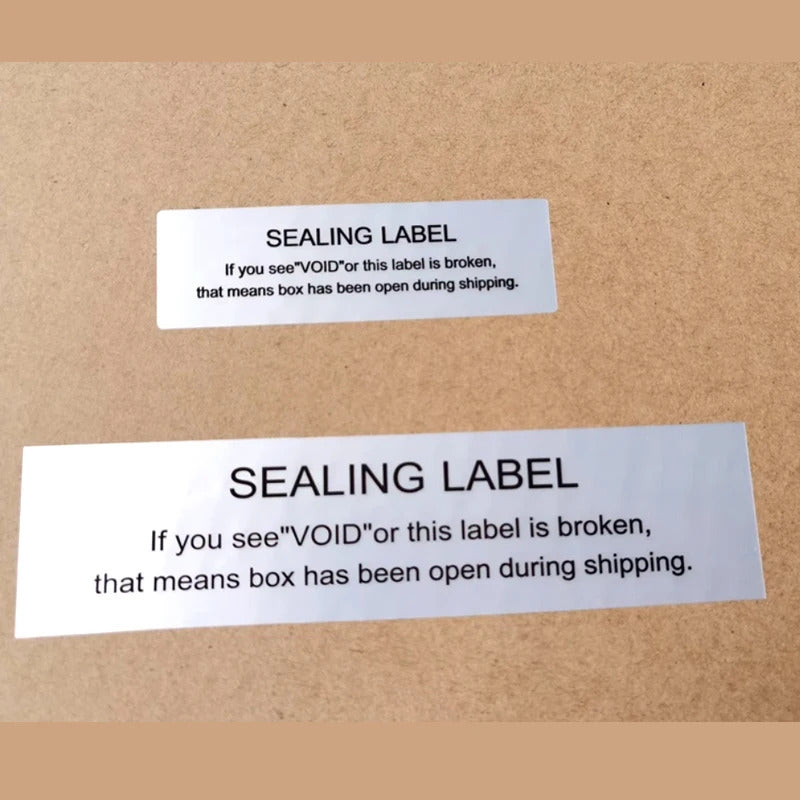 SEALING LABEL
If you see"VOID"or this label is broken,
that means box has been open during shipping.
SEALING LABEL
If you see"VOID"or this label is broken,
that means box has been open during shipping.